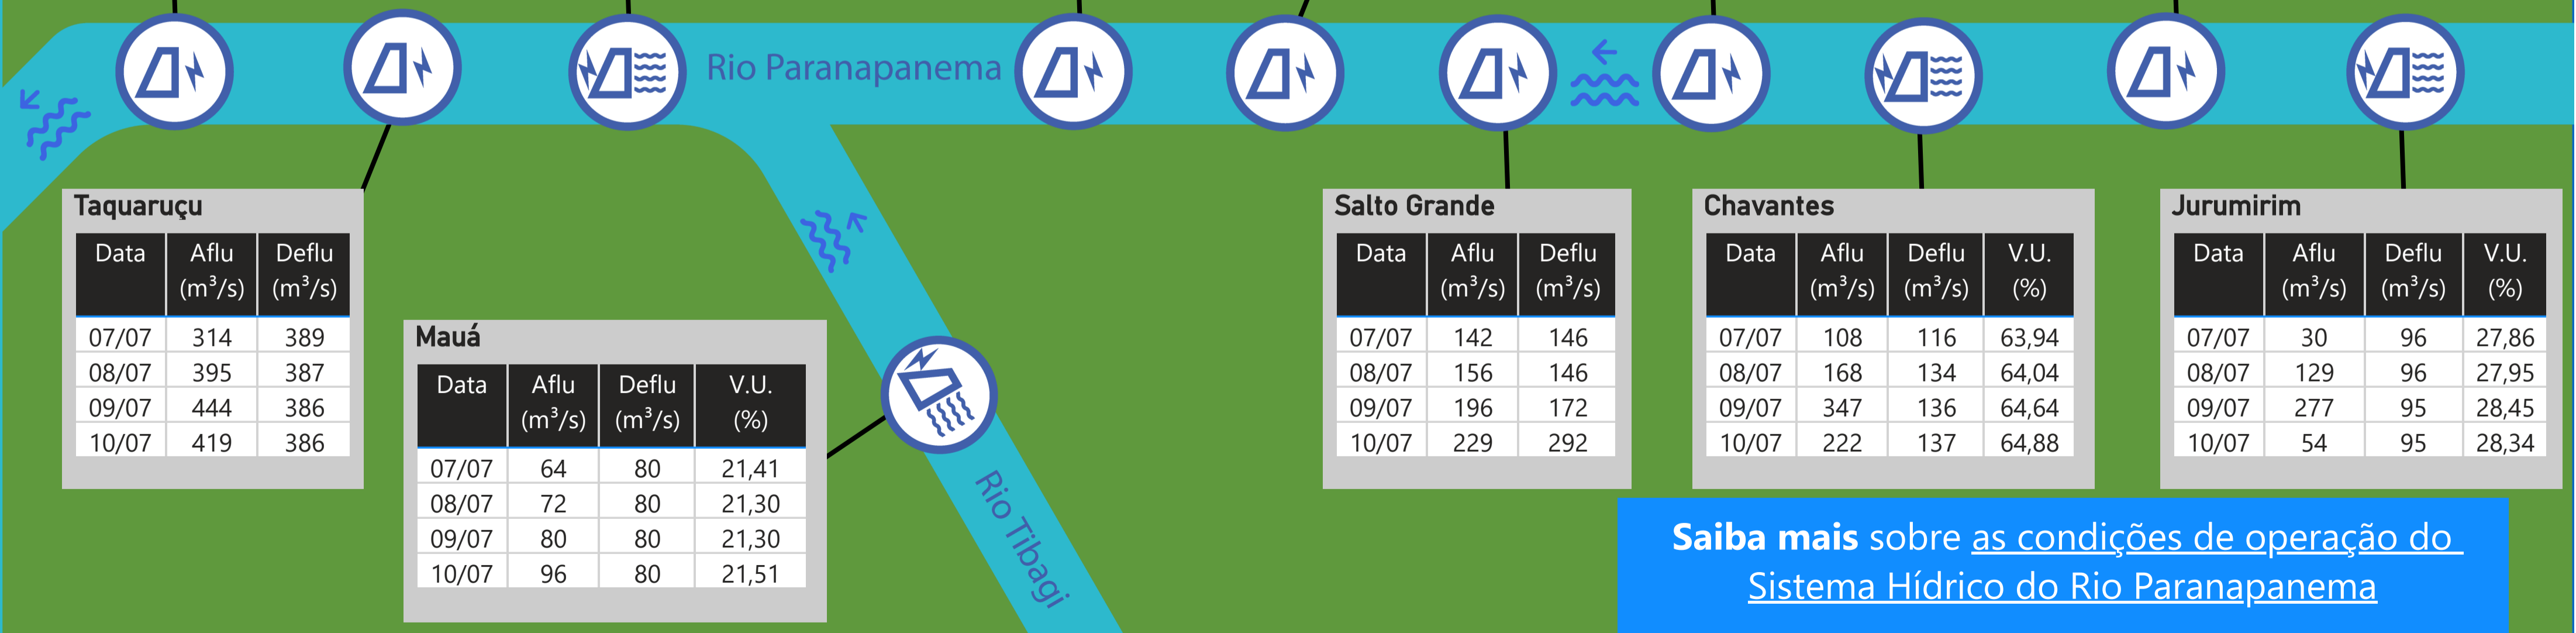 Rio Paranapanema
Taquaruçu
Data Aflu (m³/s) Deflu (m³/s)
07/07 314 389
08/07 395 387
09/07 444 386
10/07 419 386
Mauá
Data Aflu (m³/s) Deflu (m³/s) V.U. (%)
07/07 64 80 21,41
08/07 72 80 21,30
09/07 80 80 21,30
10/07 96 80 21,51
Rio Tibagi
Salto Grande
Data Aflu (m³/s) Deflu (m³/s)
07/07 142 146
08/07 156 146
09/07 196 172
10/07 229 292
Chavantes
Data Aflu (m³/s) Deflu (m³/s) V.U. (%)
07/07 108 116 63,94
08/07 168 134 64,04
09/07 347 136 64,64
10/07 222 137 64,88
Jurumirim
Data Aflu (m³/s) Deflu (m³/s) V.U. (%)
07/07 30 96 27,86
08/07 129 96 27,95
09/07 277 95 28,45
10/07 54 95 28,34
Saiba mais sobre as condições de operação do
Sistema Hídrico do Rio Paranapanema